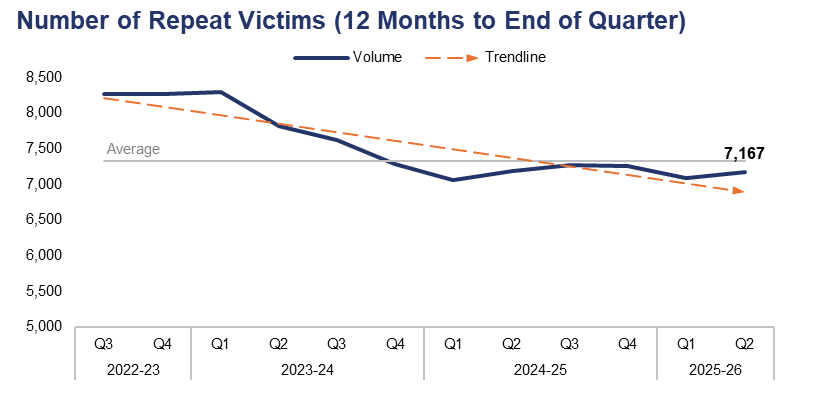 Number of Repeat Victims (12 Months to End of Quarter)
Volume Trendline
8,500
8,000
7,500
7,000
6,500
6,000
5,500
5,000
Average
7,167
Q3 Q4 Q1 Q2 Q3 Q4 Q1 Q2 Q3 Q4 Q1 Q2
2022-23 2023-24 2024-25 2025-26